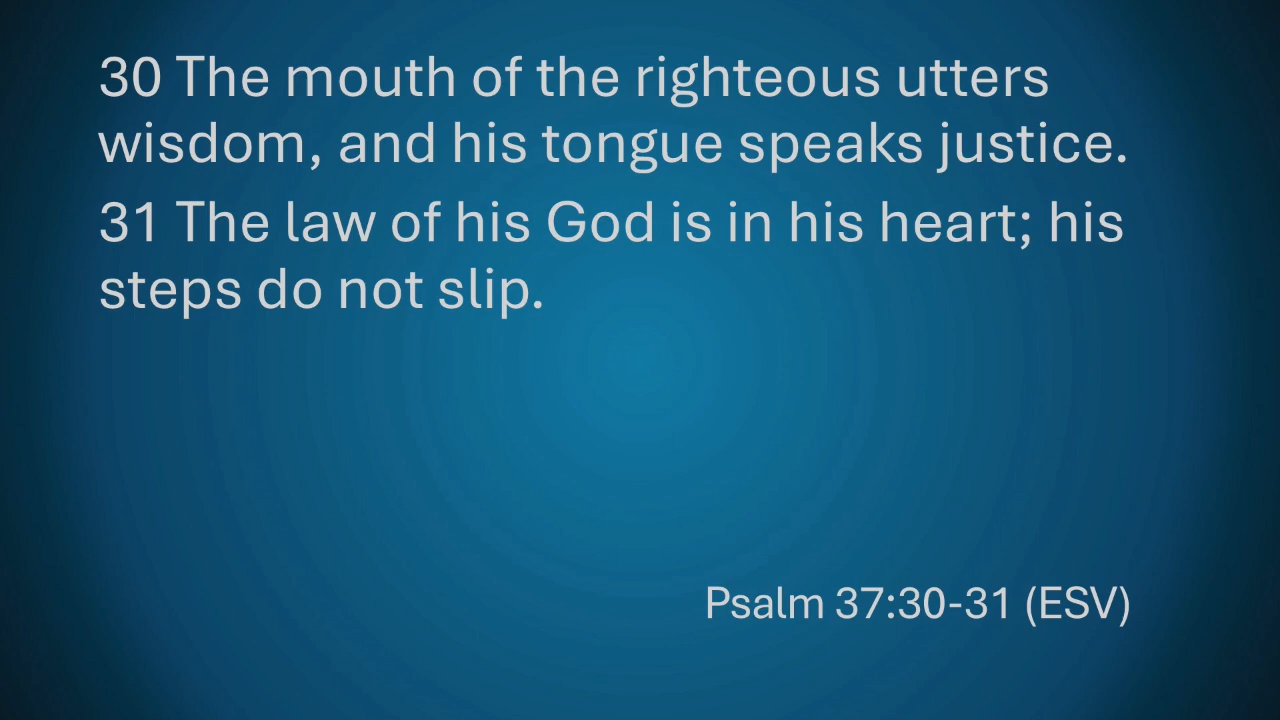 30 The mouth of the righteous utters
wisdom, and his tongue speaks justice.
31 The law of his God is in his heart; his
steps do not slip.
Psalm 37:30-31 (ESV)